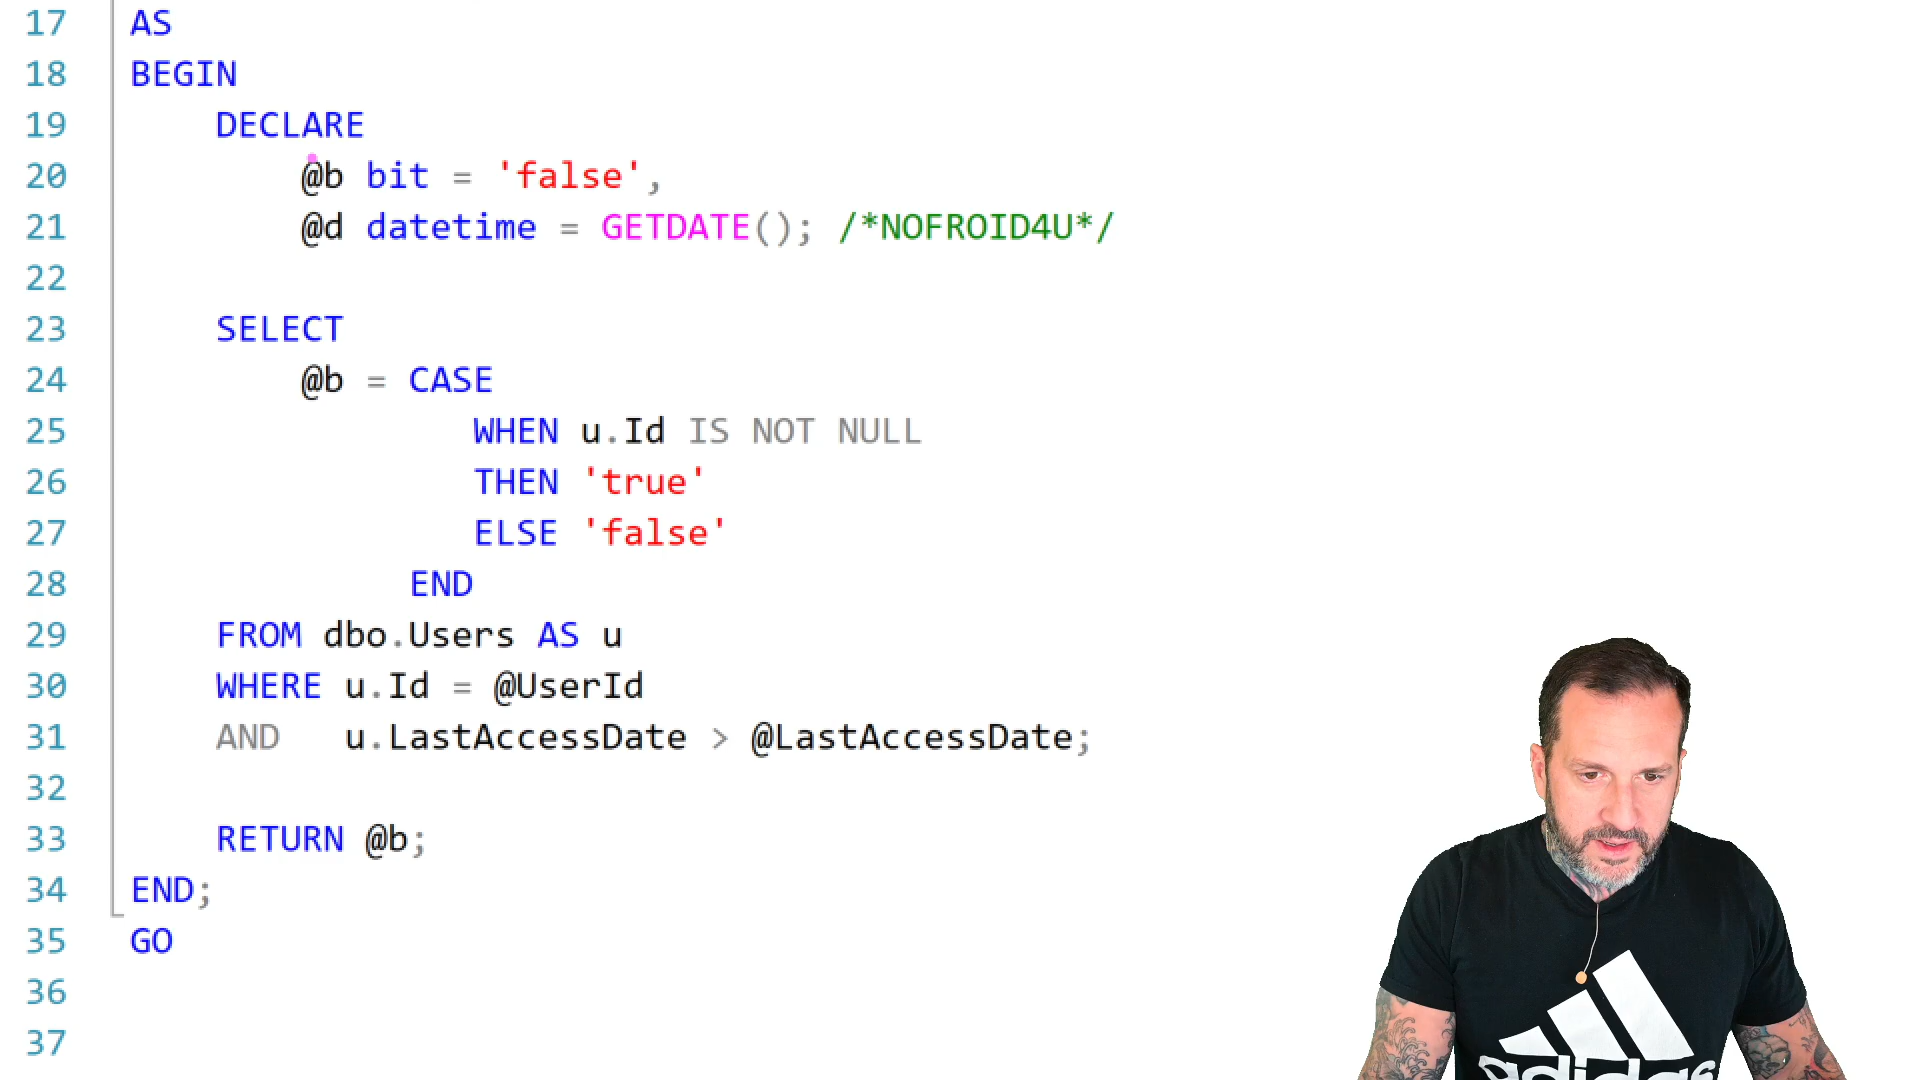 17 AS
18 BEGIN
19 DECLARE
20 @b bit = 'false',
21 @d datetime = GETDATE(); /*NOFROID4U*/
22
23 SELECT
24 @b = CASE
25 WHEN u.Id IS NOT NULL
26 THEN 'true'
27 ELSE 'false'
28 END
29 FROM dbo.Users AS u
30 WHERE u.Id = @UserId
31 AND u.LastAccessDate > @LastAccessDate;
32
33 RETURN @b;
34 END;
35 GO
36
37
adidas